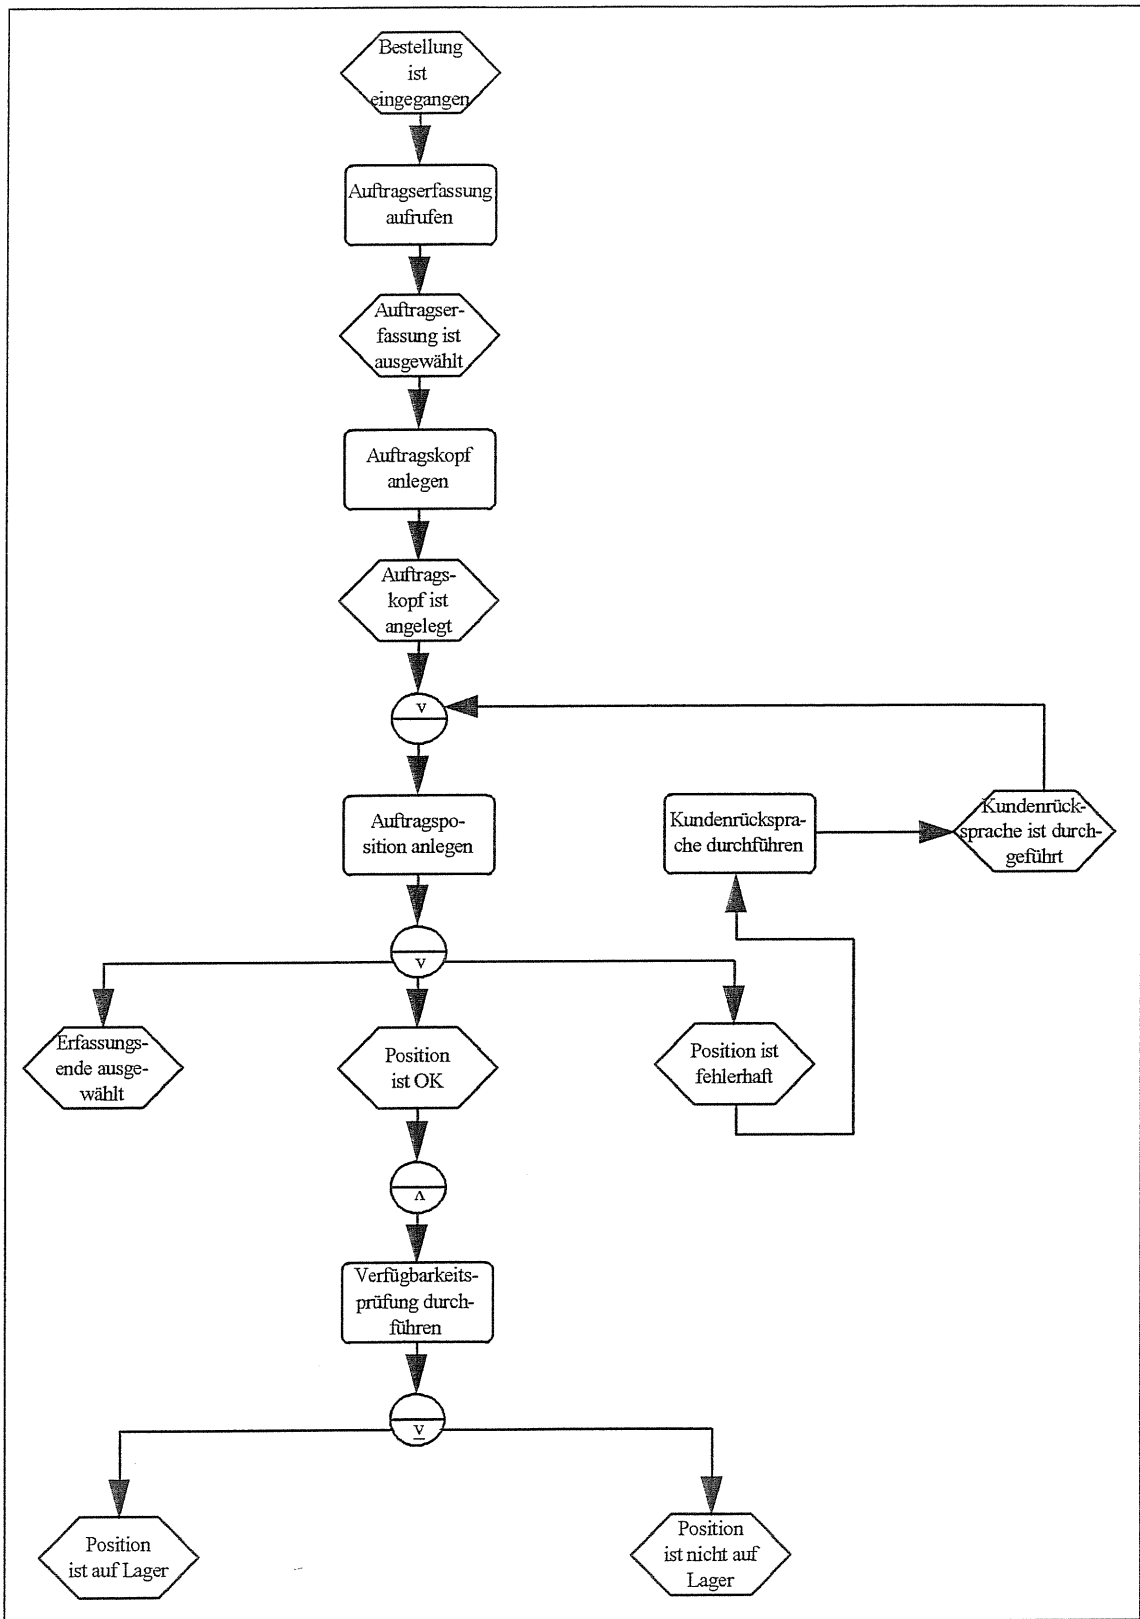 Bestellung
ist
eingegangen
Auftragserfassung
aufrufen
Auftragser-
fassung ist
ausgewählt
Auftragskopf
anlegen
Auftrags-
kopf ist
angelegt
v
Auftragspo-
sition anlegen
Kundenrückspra-
che durchführen
Kundenrück-
sprache ist durch-
geführt
v
Erfassungs-
ende ausge-
wählt
Position
ist OK
Position ist
fehlerhaft
ʌ
Verfügbarkeits-
prüfung durch-
führen
v
Position
ist auf Lager
Position
ist nicht auf
Lager